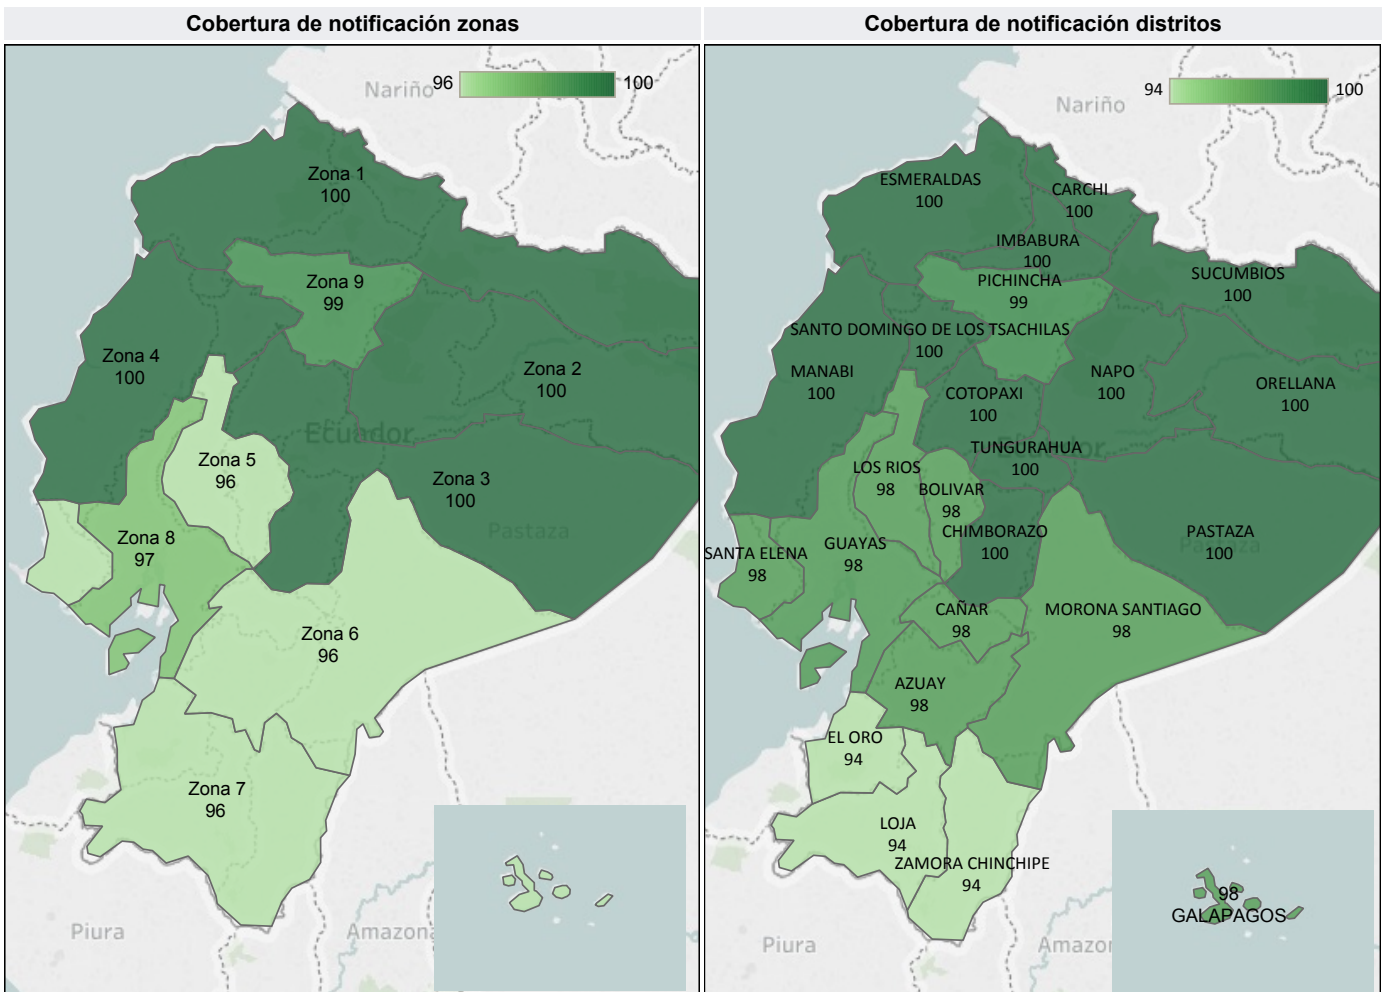 Cobertura de notificación zonas
96
100
Nariño
Zona 1
100
Zona 9
99
Zona 4
100
Zona 2
100
Ecuador
Zona 5
96
Zona 3
100
Pastaza
Zona 8
97
Zona 6
96
Zona 7
96
Piura
Amazona
Cobertura de notificación distritos
94
100
Nariño
ESMERALDAS
100
CARCHI
100
IMBABURA
100
SUCUMBIOS
100
PICHINCHA
99
SANTO DOMINGO DE LOS TSACHILAS
100
MANABI
100
NAPO
100
ORELLANA
100
COTOPAXI
100
Ecuador
TUNGURAHUA
100
LOS RIOS
98
BOLIVAR
98
CHIMBORAZO
100
PASTAZA
100
Pastaza
SANTA ELENA
98
GUAYAS
98
CAÑAR
98
MORONA SANTIAGO
98
AZUAY
98
EL ORO
94
LOJA
94
ZAMORA CHINCHIPE
94
98
GALAPAGOS
Piura
Amazon